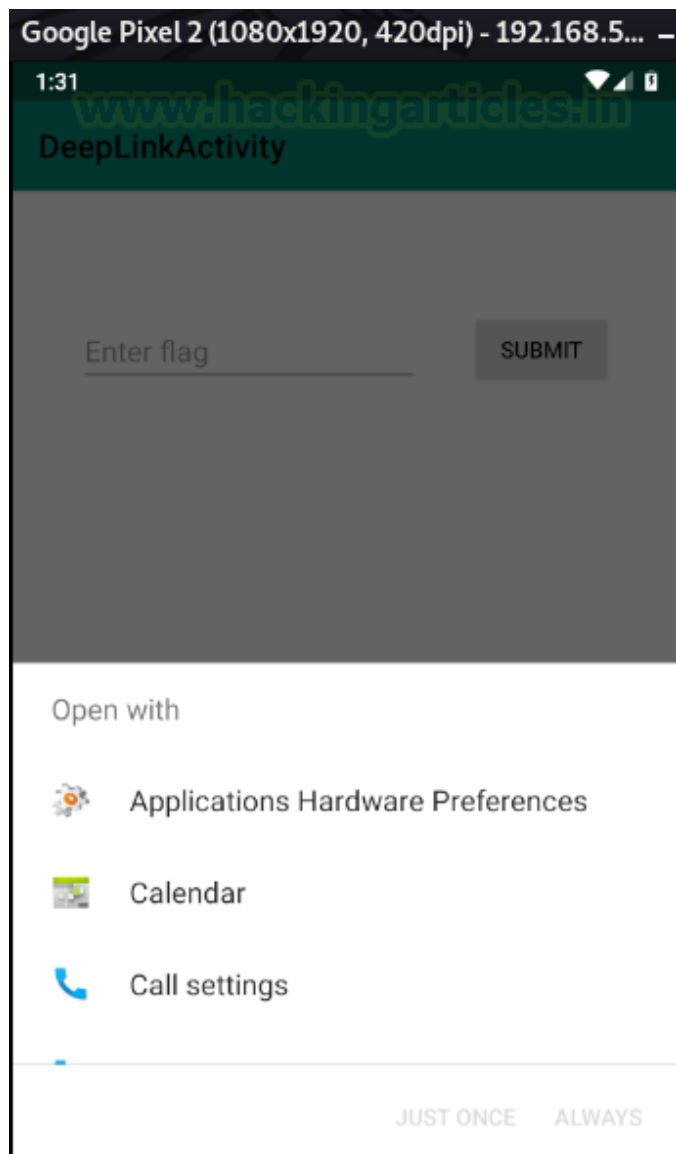 Google Pixel 2 (1080x1920, 420dpi) - 192.168.5... –
1:31
www.hackingarticles.in
DeepLinkActivity
Enter flag
SUBMIT
Open with
Applications Hardware Preferences
Calendar
Call settings
JUST ONCE
ALWAYS